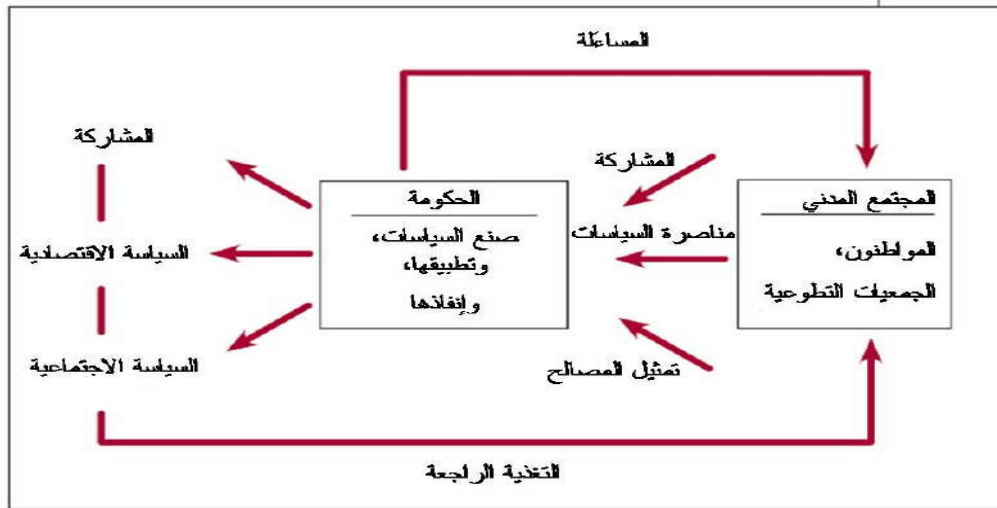 المساءلة
المشاركة
المشاركة
المجتمع المدني
الحكومة
مناصرة السياسات
المواطنون،
صنع السياسات،
السياسة الاقتصادية
وتطبيقها،
الجمعيات التطوعية
وإنفاذها
تمثيل المصالح
السياسة الاجتماعية
التغذية الراجعة